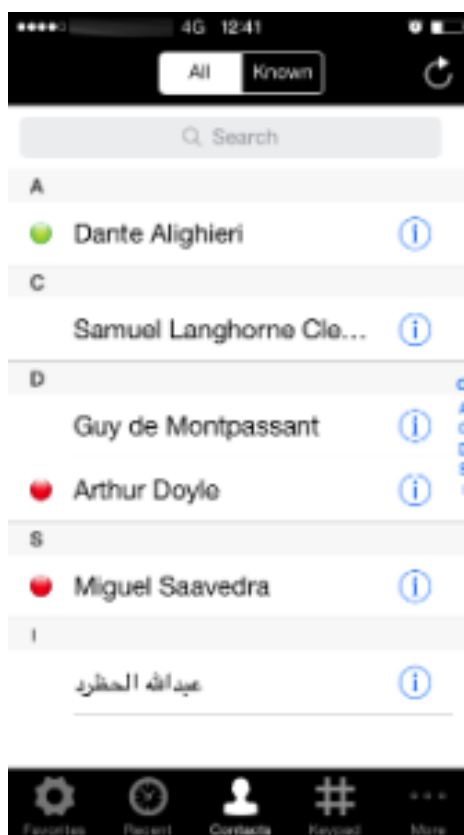 4G 12:41
All Known
Search
A
Dante Alighieri
C
Samuel Langhorne Cle...
D
Guy de Montpassant
Arthur Doyle
S
Miguel Saavedra
عبدالله الحظرد
Favorites Recent Contacts Keypad More